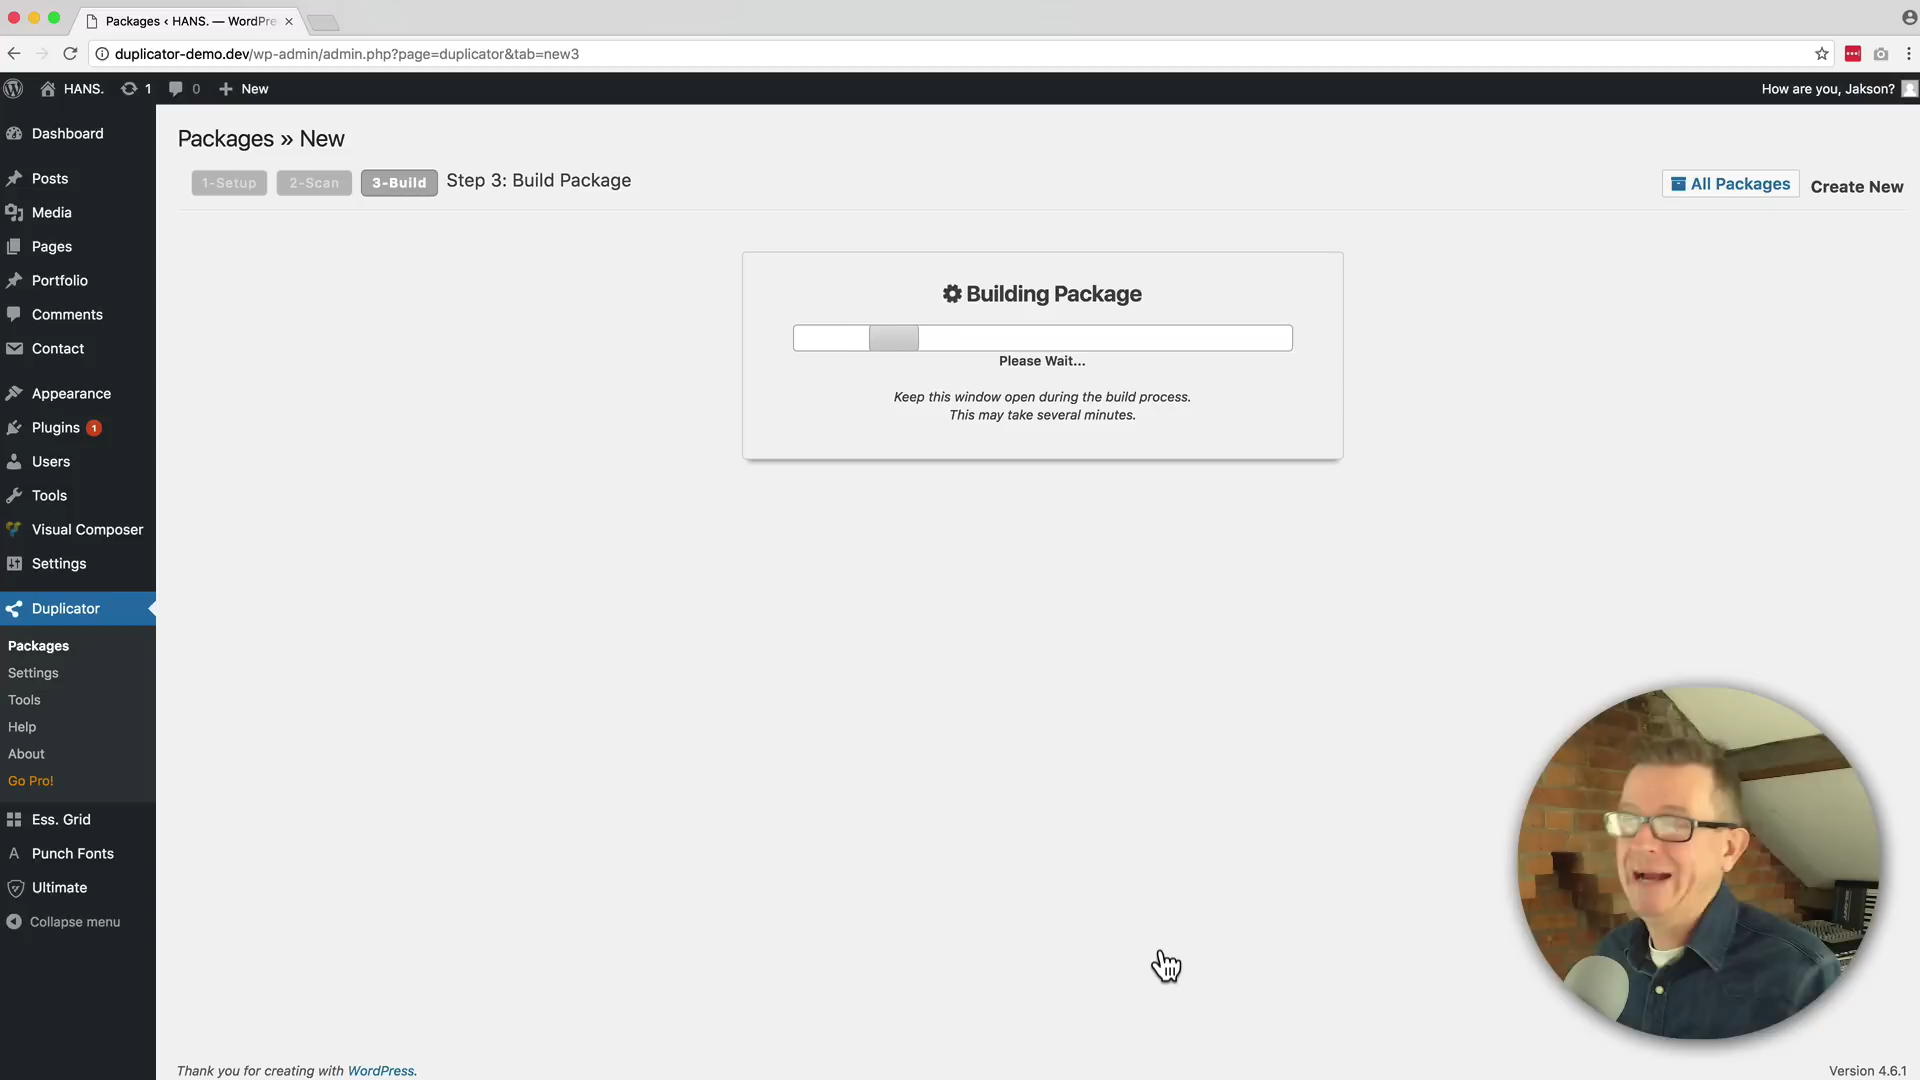 Packages ‹ HANS. — WordPre
duplicator-demo.dev/wp-admin/admin.php?page=duplicator&tab=new3
HANS.
1
0
New
How are you, Jakson?
Dashboard
Posts
Media
Pages
Portfolio
Comments
Contact
Appearance
Plugins 1
Users
Tools
Visual Composer
Settings
Duplicator
Packages
Settings
Tools
Help
About
Go Pro!
Ess. Grid
Punch Fonts
Ultimate
Collapse menu
Packages » New
1-Setup
2-Scan
3-Build
Step 3: Build Package
All Packages
Create New
Building Package
Please Wait...
Keep this window open during the build process.
This may take several minutes.
Thank you for creating with WordPress.
Version 4.6.1